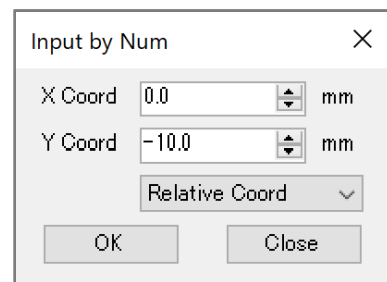 Input by Num
X Coord 0.0 mm
Y Coord -10.0 mm
Relative Coord
OK Close